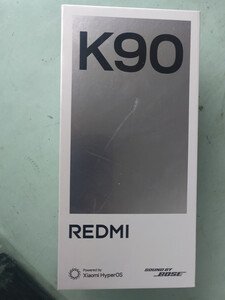 K90
REDMI
Powered by
Xiaomi HyperOS
SOUND BY
BOSE